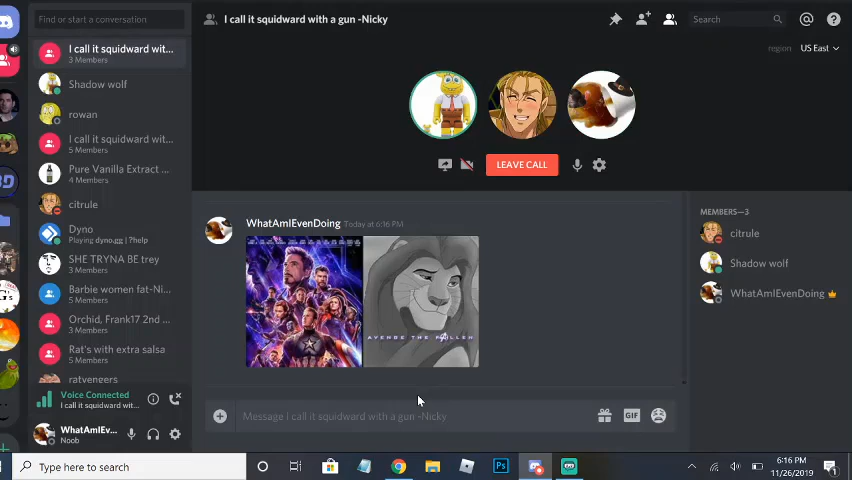 Find or start a conversation
I call it squidward with a gun -Nicky
Search
region US East
LEAVE CALL
I call it squidward wit...
3 Members
Shadow wolf
rowan
I call it squidward wit...
5 Members
Pure Vanilla Extract ...
4 Members
citrule
Dyno
Playing dyno.gg | ?help
SHE TRYNA BE trey
3 Members
Barbie women fat-Ni...
8 Members
Orchid, Frank17 2nd ...
3 Members
Rat's with extra salsa
5 Members
ratvengers
Voice Connected
I call it squidward wit...
WhatAmIEv...
Noob
WhatAmIEvenDoing Today at 6:16 PM
AVENGE THE FALLEN
Message I call it squidward with a gun -Nicky
GIF
MEMBERS—3
citrule
Shadow wolf
WhatAmIEvenDoing
Type here to search
Ps
6:16 PM
11/26/2019
1